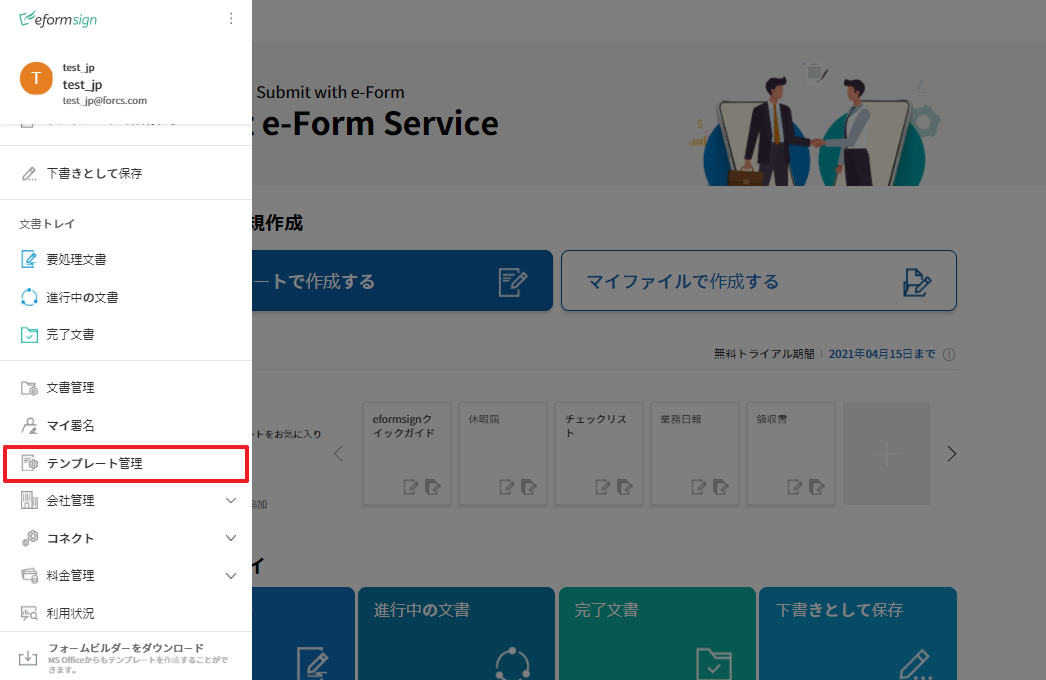 eformsign
T
test_jp
test_jp
test_jp@forcs.com
下書きとして保存
文書トレイ
要処理文書
進行中の文書
完了文書
文書管理
マイ署名
テンプレート管理
会社管理
コネクト
料金管理
利用状況
フォームビルダーをダウンロード
MS Officeからもテンプレートを作成することがで
きます。
Submit with e-Form
e-Form Service
規作成
ートで作成する
マイファイルで作成する
無料トライアル期間 | 2021年04月15日まで
ートをお気に入り
追加
eformsignク
イックガイド
休暇届
チェックリス
ト
業務日報
領収書
イ
進行中の文書
完了文書
下書きとして保存